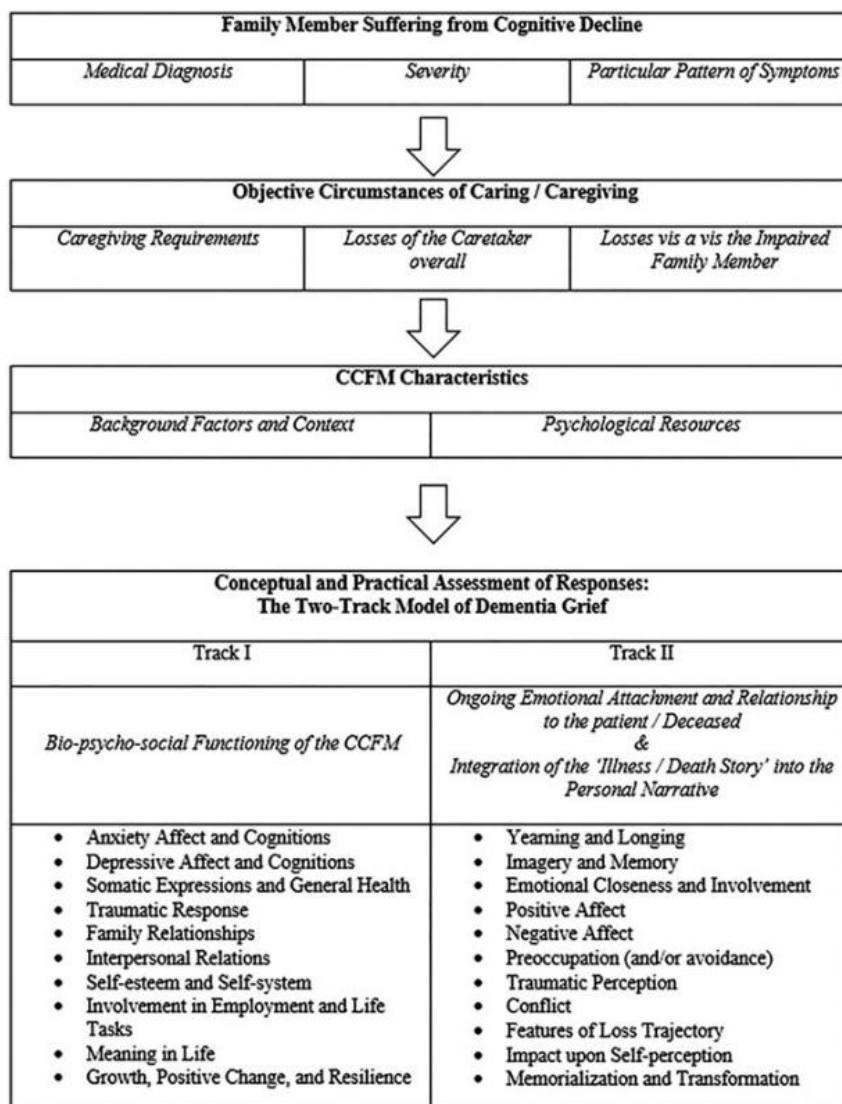 Family Member Suffering from Cognitive Decline
Medical Diagnosis
Severity
Particular Pattern of Symptoms
Objective Circumstances of Caring / Caregiving
Caregiving Requirements
Losses of the Caretaker
overall
Losses vis a vis the Impaired
Family Member
CCFM Characteristics
Background Factors and Context
Psychological Resources
Conceptual and Practical Assessment of Responses:
The Two-Track Model of Dementia Grief
Track I
Track II
Bio-psycho-social Functioning of the CCFM
Ongoing Emotional Attachment and Relationship
to the patient / Deceased
&
Integration of the 'Illness / Death Story' into the
Personal Narrative
• Anxiety Affect and Cognitions
• Depressive Affect and Cognitions
• Somatic Expressions and General Health
• Traumatic Response
• Family Relationships
• Interpersonal Relations
• Self-esteem and Self-system
• Involvement in Employment and Life
Tasks
• Meaning in Life
• Growth, Positive Change, and Resilience
• Yearning and Longing
• Imagery and Memory
• Emotional Closeness and Involvement
• Positive Affect
• Negative Affect
• Preoccupation (and/or avoidance)
• Traumatic Perception
• Conflict
• Features of Loss Trajectory
• Impact upon Self-perception
• Memorialization and Transformation